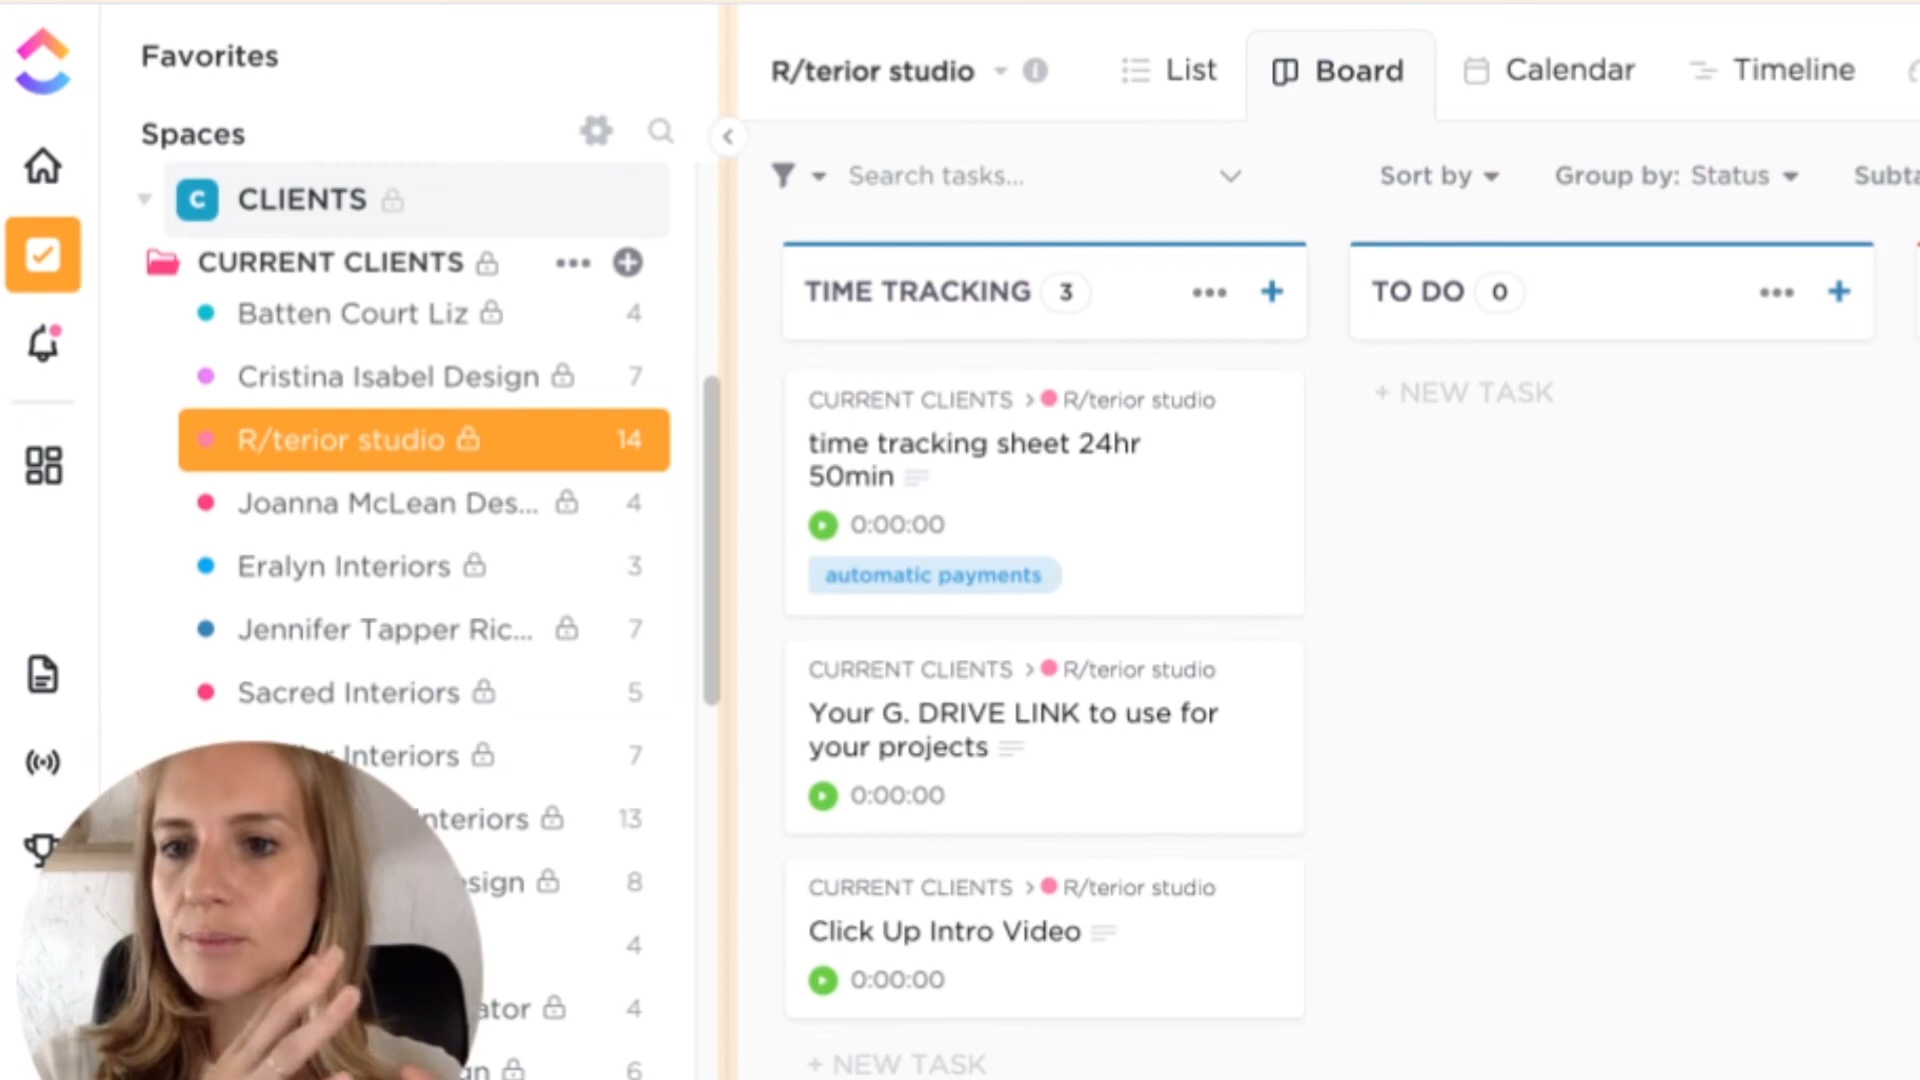 Favorites
Spaces
C CLIENTS
CURRENT CLIENTS
Batten Court Liz 4
Cristina Isabel Design 7
R/terior studio 14
Joanna McLean Des... 4
Eralyn Interiors 3
Jennifer Tapper Ric... 7
Sacred Interiors 5
Interiors 7
nteriors 13
sign 8
4
ator 4
gn 6
R/terior studio
List
Board
Calendar
Timeline
Search tasks...
Sort by
Group by: Status
Subta
TIME TRACKING 3
CURRENT CLIENTS > R/terior studio
time tracking sheet 24hr
50min
0:00:00
automatic payments
CURRENT CLIENTS > R/terior studio
Your G. DRIVE LINK to use for
your projects
0:00:00
CURRENT CLIENTS > R/terior studio
Click Up Intro Video
0:00:00
+ NEW TASK
TO DO 0
+ NEW TASK